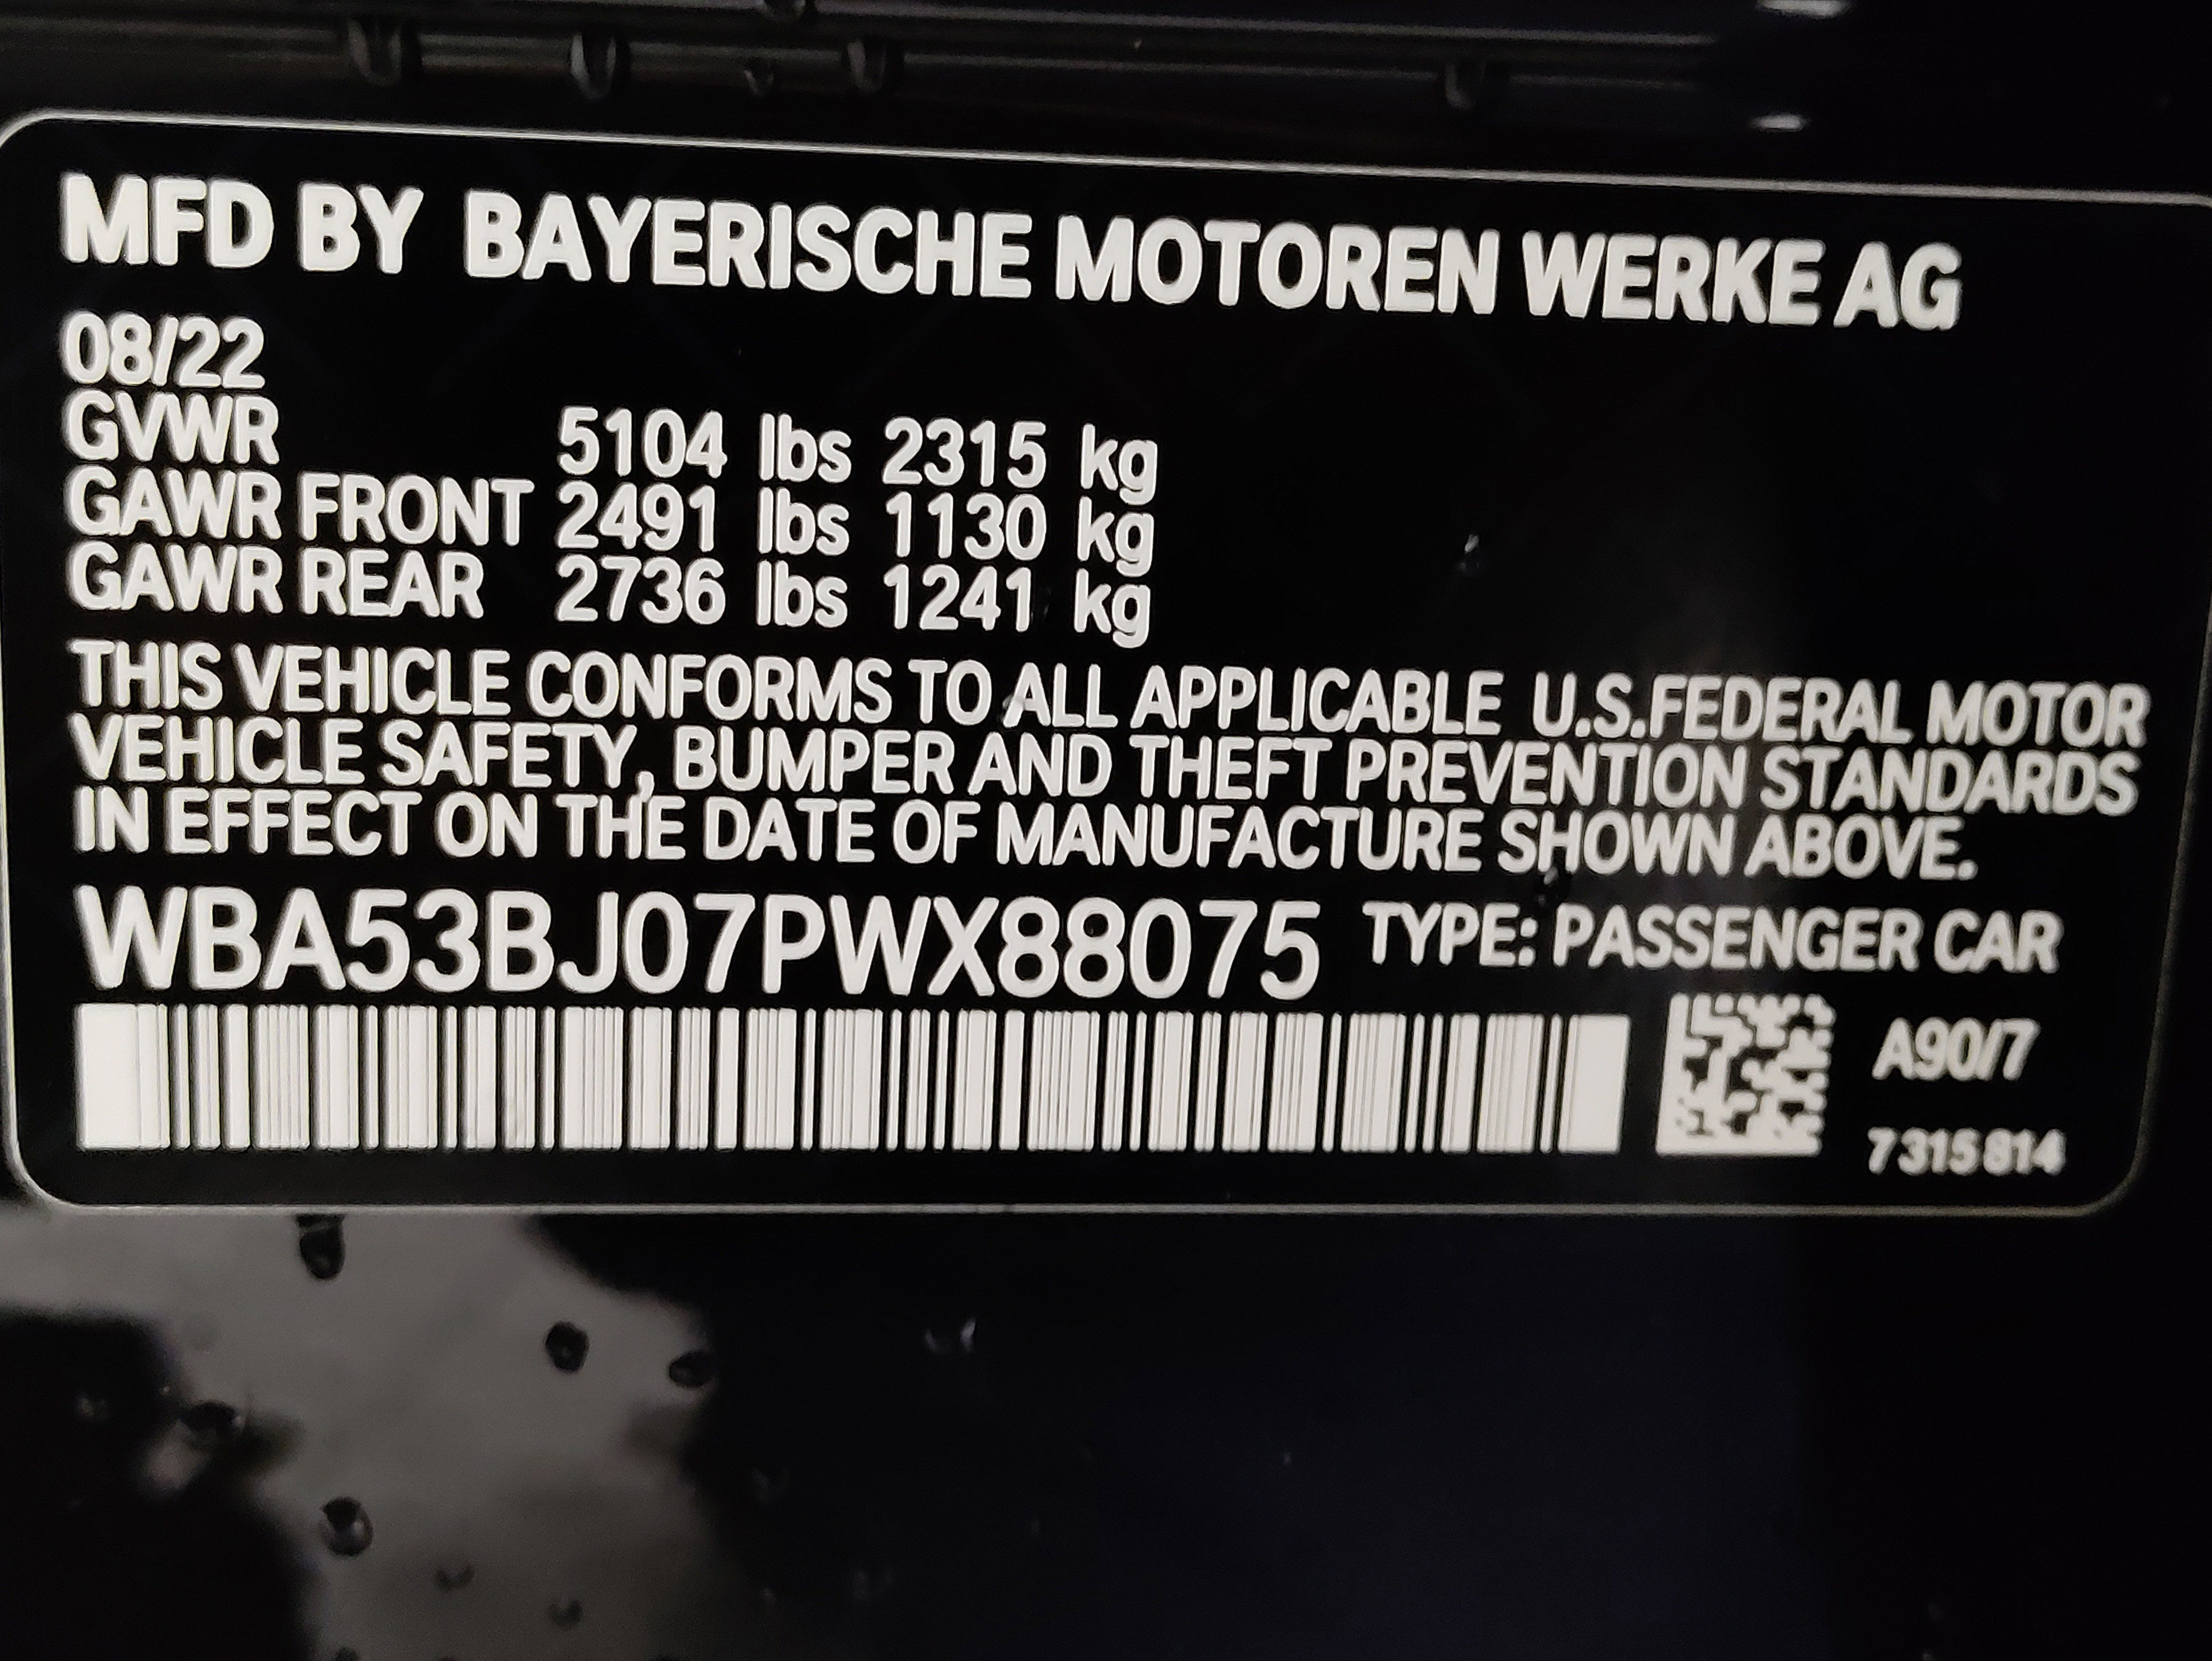 MFD BY BAYERISCHE MOTOREN WERKE AG
08/22
GVWR 5104 lbs 2315 kg
GAWR FRONT 2491 lbs 1130 kg
GAWR REAR 2736 lbs 1241 kg
THIS VEHICLE CONFORMS TO ALL APPLICABLE U.S.FEDERAL MOTOR
VEHICLE SAFETY, BUMPER AND THEFT PREVENTION STANDARDS
IN EFFECT ON THE DATE OF MANUFACTURE SHOWN ABOVE.
WBA53BJ07PWX88075 TYPE: PASSENGER CAR
A90/7
7315814